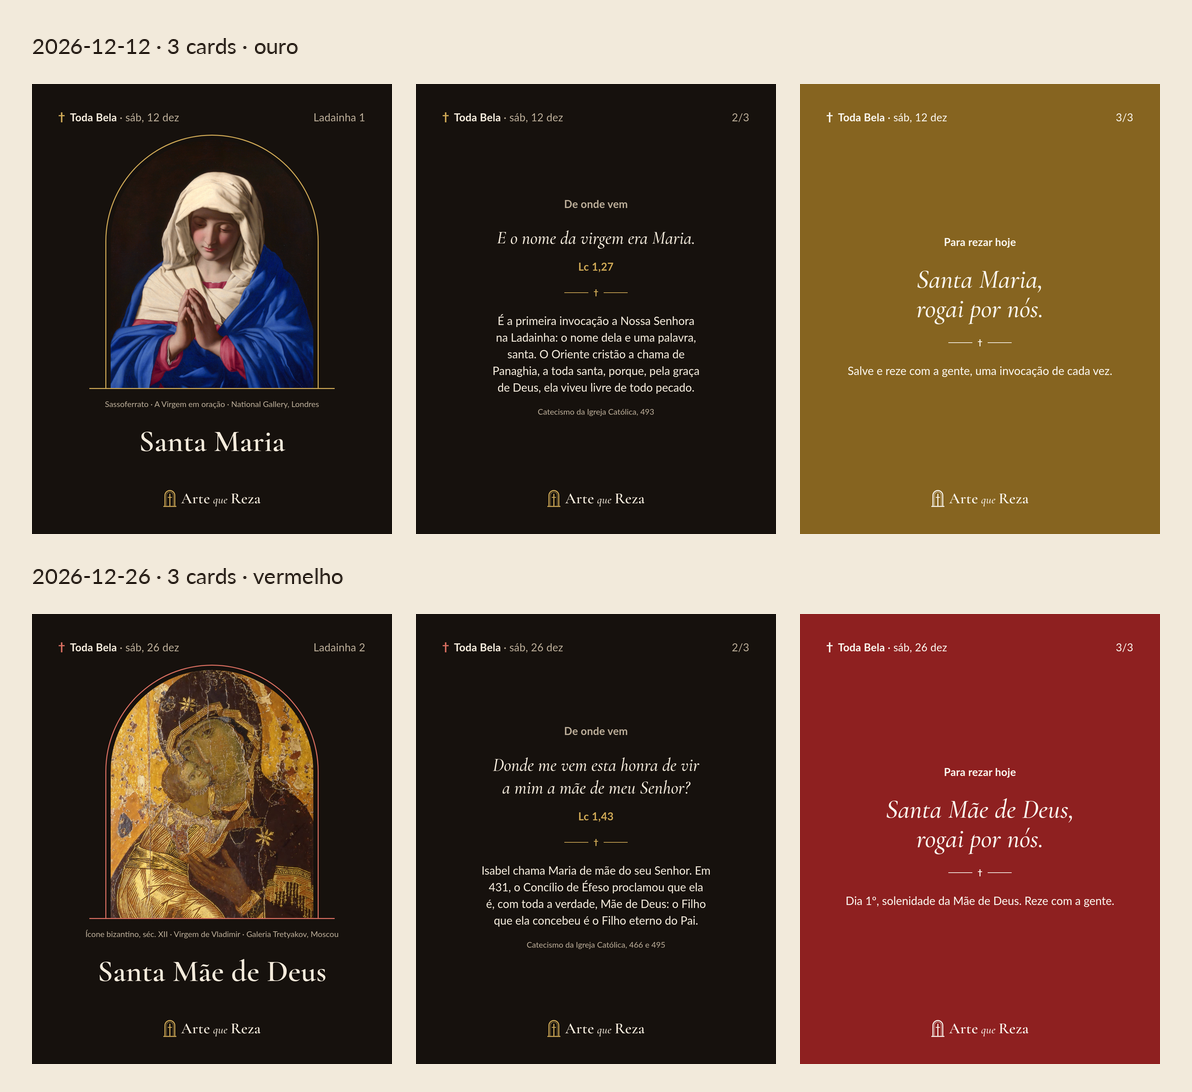 2026-12-12 · 3 cards · ouro
† Toda Bela · sáb, 12 dez
Ladainha 1
Sassoferrato · A Virgem em oração · National Gallery, Londres
Santa Maria
Arte que Reza
† Toda Bela · sáb, 12 dez
2/3
De onde vem
E o nome da virgem era Maria.
Lc 1,27
É a primeira invocação a Nossa Senhora
na Ladainha: o nome dela e uma palavra,
santa. O Oriente cristão a chama de
Panaghia, a toda santa, porque, pela graça
de Deus, ela viveu livre de todo pecado.
Catecismo da Igreja Católica, 493
Arte que Reza
† Toda Bela · sáb, 12 dez
3/3
Para rezar hoje
Santa Maria,
rogai por nós.
Salve e reze com a gente, uma invocação de cada vez.
Arte que Reza
2026-12-26 · 3 cards · vermelho
† Toda Bela · sáb, 26 dez
Ladainha 2
Ícone bizantino, séc. XII · Virgem de Vladimir · Galeria Tretyakov, Moscou
Santa Mãe de Deus
Arte que Reza
† Toda Bela · sáb, 26 dez
2/3
De onde vem
Donde me vem esta honra de vir
a mim a mãe de meu Senhor?
Lc 1,43
Isabel chama Maria de mãe do seu Senhor. Em
431, o Concílio de Éfeso proclamou que ela
é, com toda a verdade, Mãe de Deus: o Filho
que ela concebeu é o Filho eterno do Pai.
Catecismo da Igreja Católica, 466 e 495
Arte que Reza
† Toda Bela · sáb, 26 dez
3/3
Para rezar hoje
Santa Mãe de Deus,
rogai por nós.
Dia 1º, solenidade da Mãe de Deus. Reze com a gente.
Arte que Reza